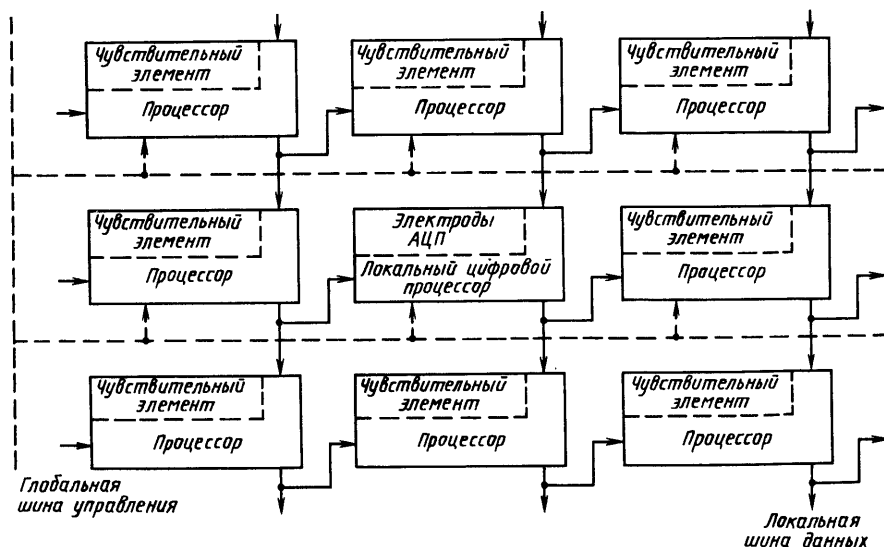 Чувствительный
элемент
Процессор
Чувствительный
элемент
Процессор
Чувствительный
элемент
Процессор
Чувствительный
элемент
Процессор
Электроды
АЦП
Локальный цифровой
процессор
Чувствительный
элемент
Процессор
Чувствительный
элемент
Процессор
Чувствительный
элемент
Процессор
Чувствительный
элемент
Процессор
Глобальная
шина управления
Локальная
шина данных